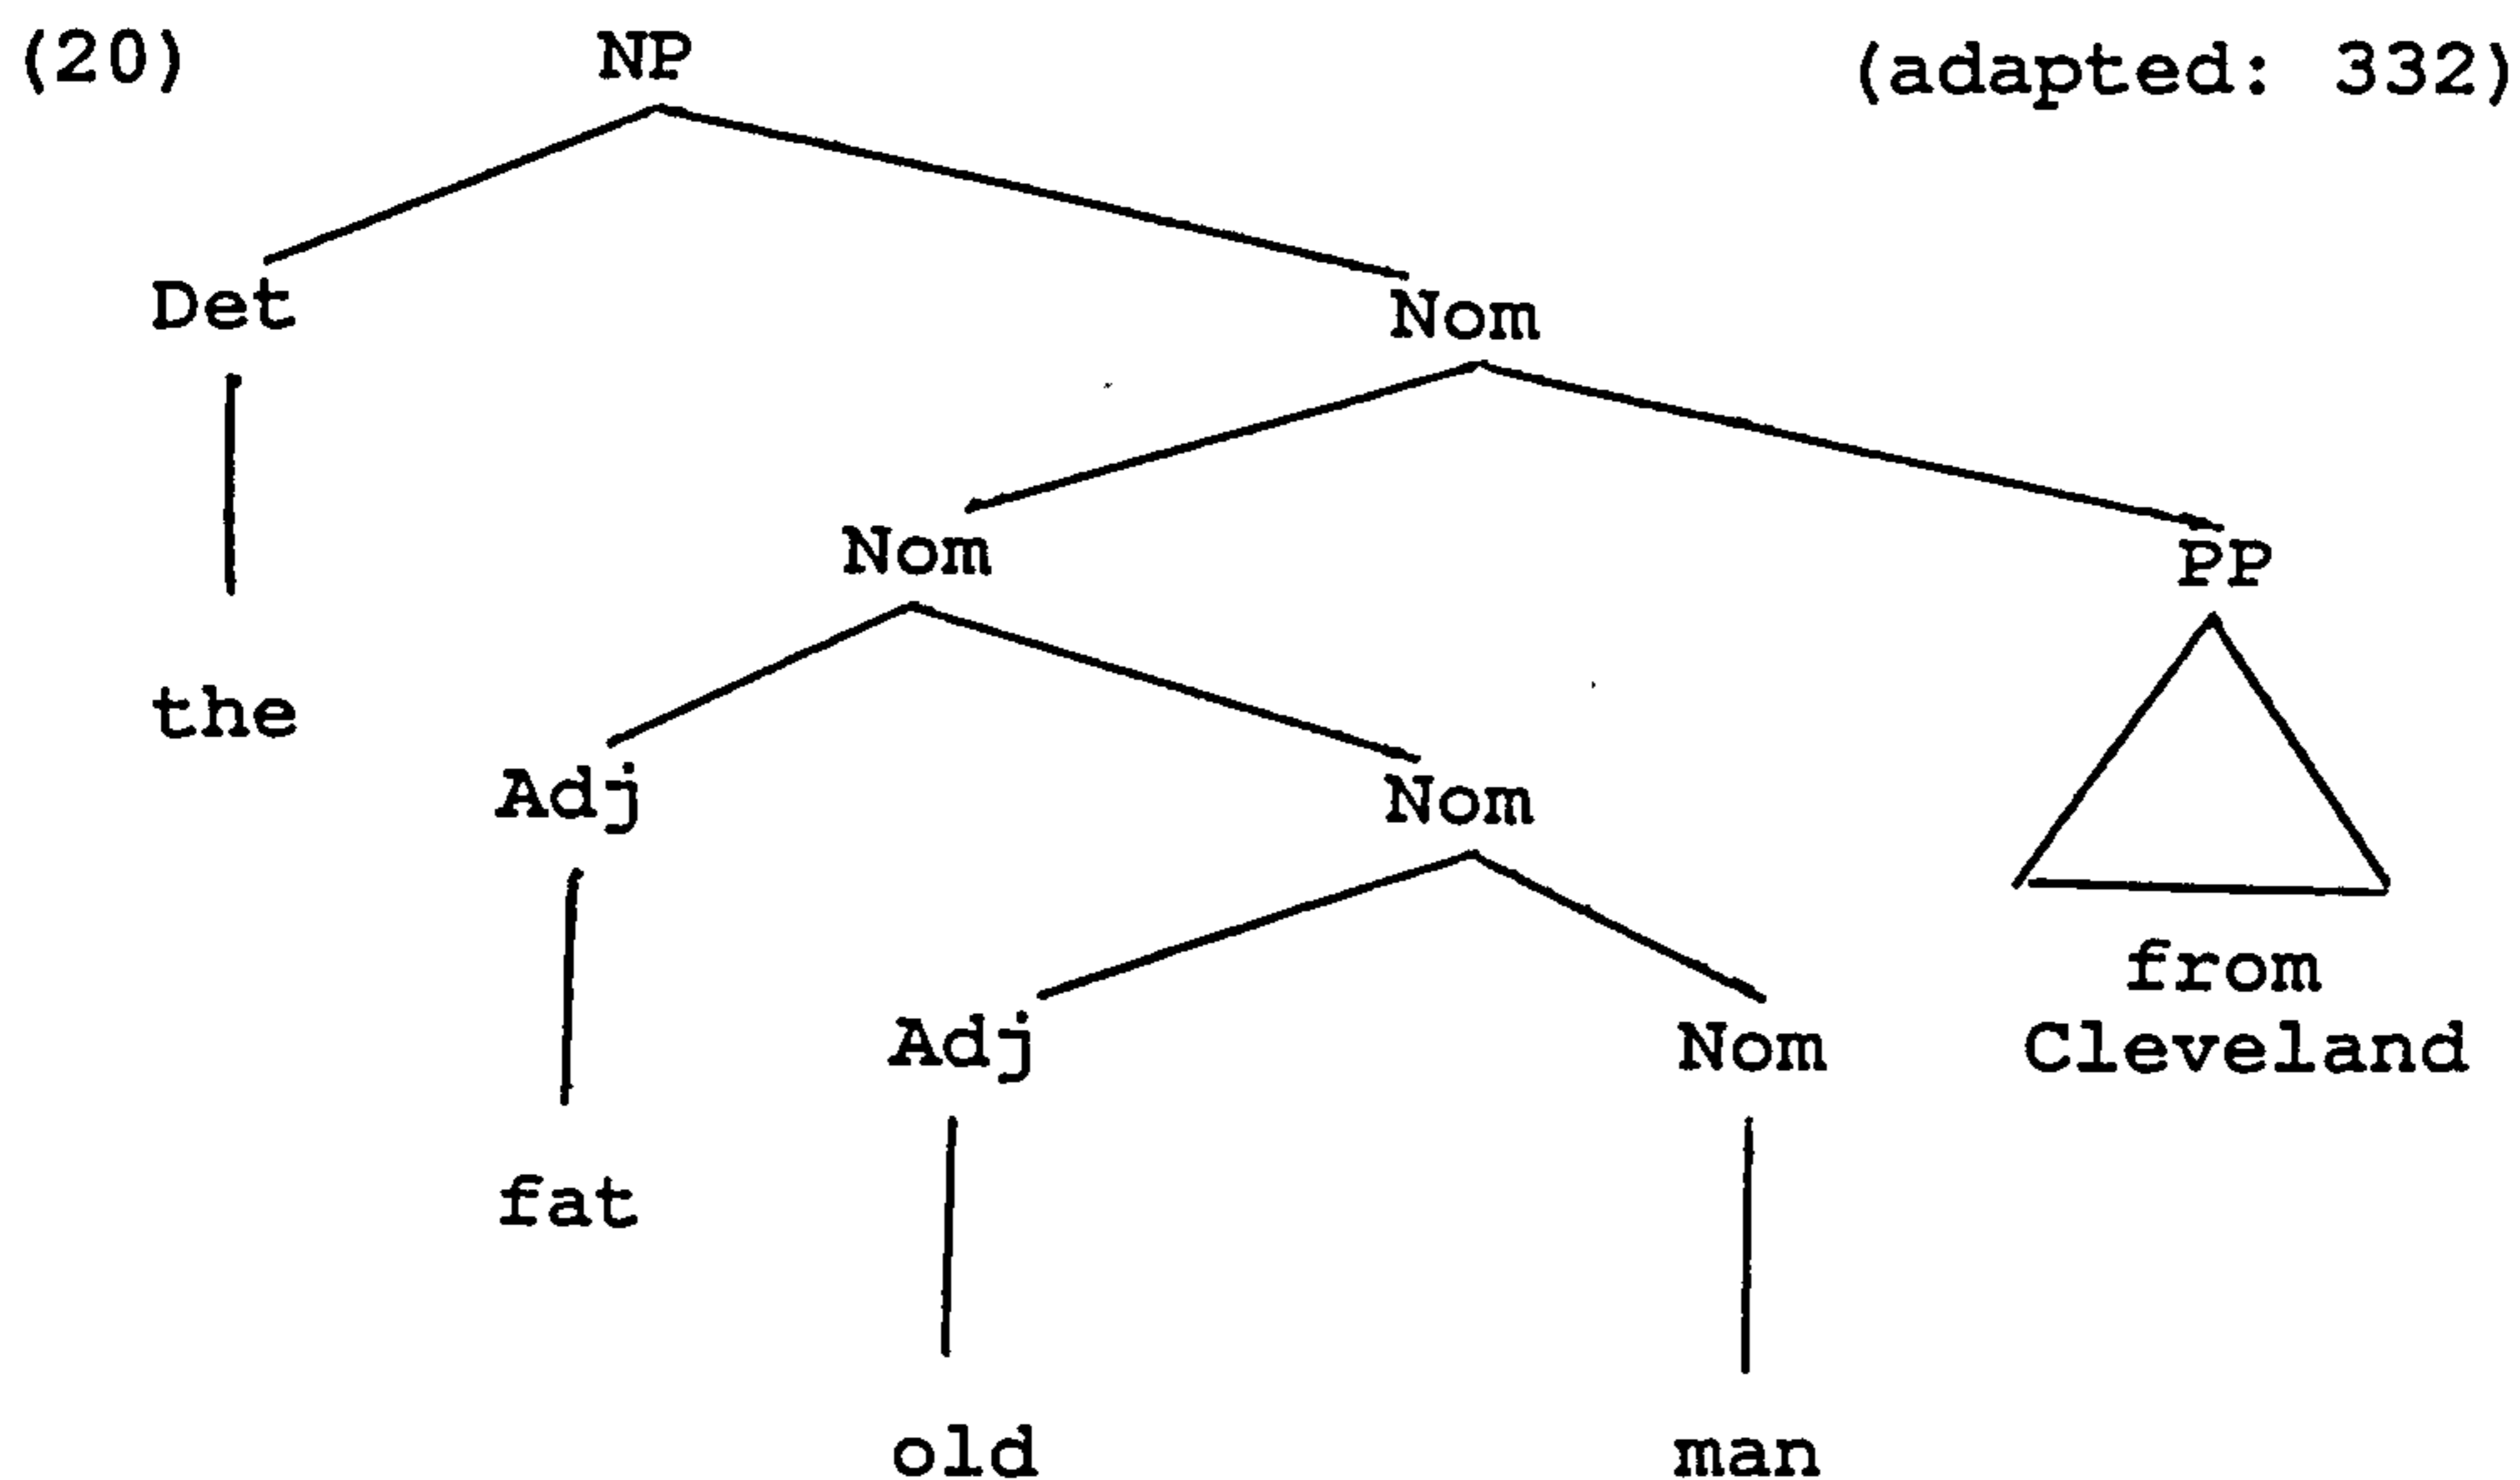 (20) NP (adapted: 332)
Det Nom
Nom PP
the Adj Nom
from
Adj Nom Cleveland
fat
old man